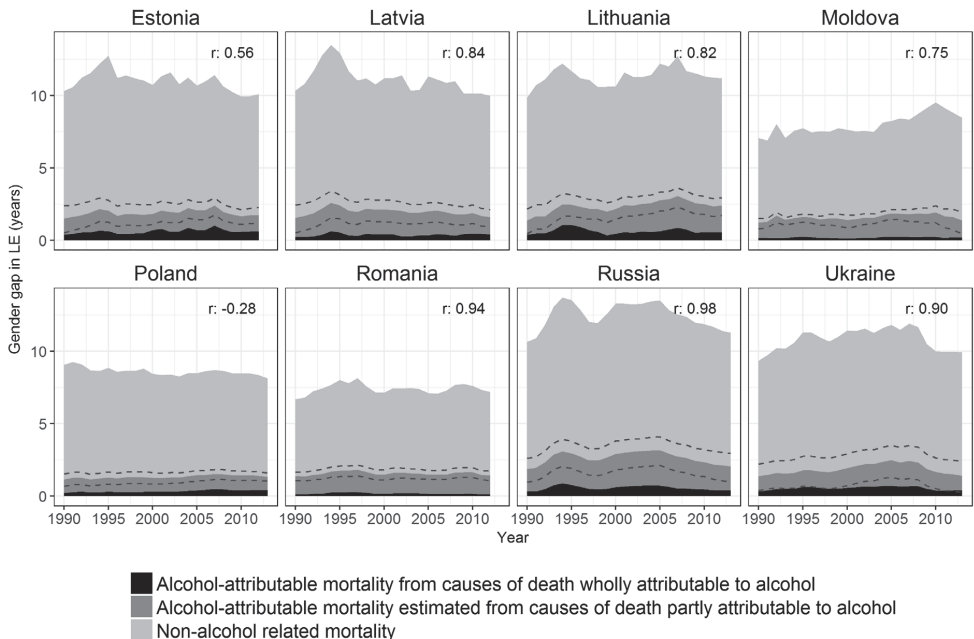 Estonia Latvia Lithuania Moldova
r: 0.56 r: 0.84 r: 0.82 r: 0.75
10
5
0
Gender gap in LE (years)
Poland Romania Russia Ukraine
r: -0.28 r: 0.94 r: 0.98 r: 0.90
10
5
0
1990 1995 2000 2005 2010 1990 1995 2000 2005 2010 1990 1995 2000 2005 2010 1990 1995 2000 2005 2010
Year
Alcohol-attributable mortality from causes of death wholly attributable to alcohol
Alcohol-attributable mortality estimated from causes of death partly attributable to alcohol
Non-alcohol related mortality